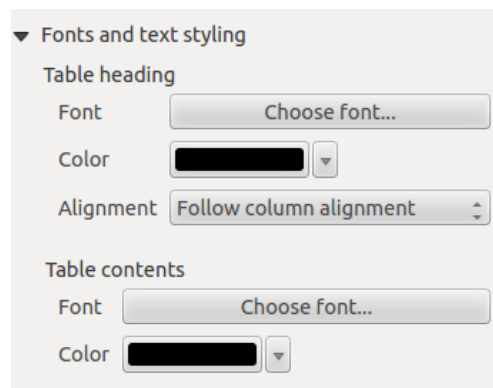 Fonts and text styling
Table heading
Font Choose font...
Color
Alignment Follow column alignment
Table contents
Font Choose font...
Color